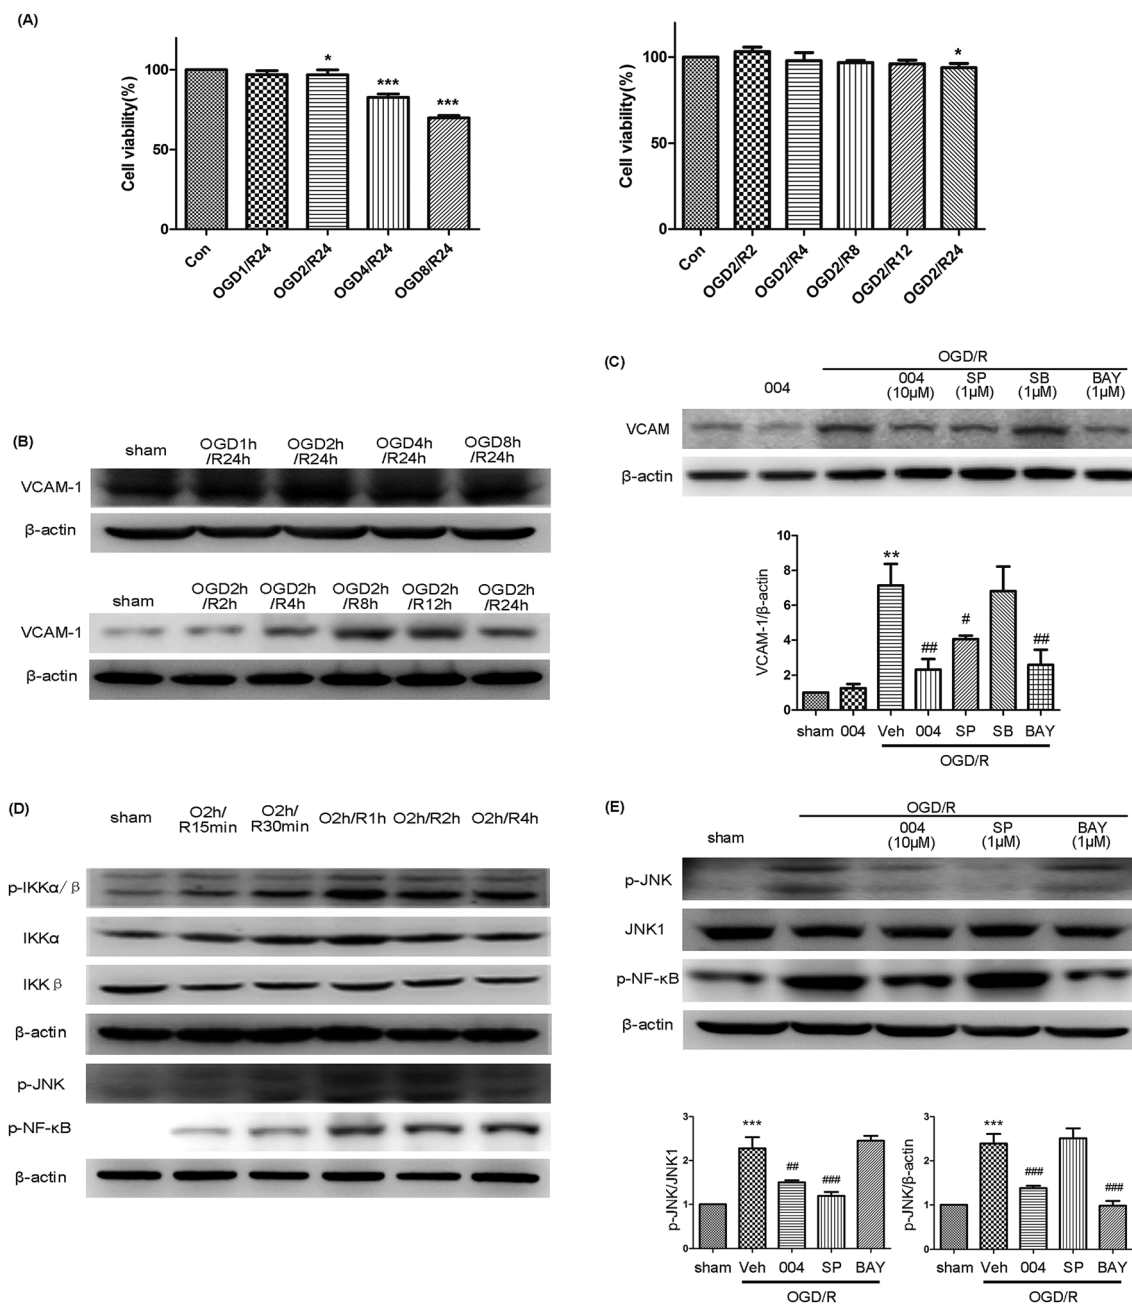 (A)
Cell viability(%)
100
50
0
*
***
***
Con
OGD1/R24
OGD2/R24
OGD4/R24
OGD8/R24
Cell viability(%)
100
50
0
*
Con
OGD2/R2
OGD2/R4
OGD2/R8
OGD2/R12
OGD2/R24
(B)
sham
OGD1h
/R24h
OGD2h
/R24h
OGD4h
/R24h
OGD8h
/R24h
VCAM-1
β-actin
sham
OGD2h
/R2h
OGD2h
/R4h
OGD2h
/R8h
OGD2h
/R12h
OGD2h
/R24h
VCAM-1
β-actin
(C)
OGD/R
004
004
(10μM)
SP
(1μM)
SB
(1μM)
BAY
(1μM)
VCAM
β-actin
VCAM-1/β-actin
10
8
6
4
2
0
**
##
#
##
sham 004 Veh 004 SP SB BAY
OGD/R
(D)
sham
O2h/
R15min
O2h/
R30min
O2h/R1h O2h/R2h O2h/R4h
p-IKKα/β
IKKα
IKKβ
β-actin
p-JNK
p-NF-κB
β-actin
(E)
OGD/R
sham
004
(10μM)
SP
(1μM)
BAY
(1μM)
p-JNK
JNK1
p-NF-κB
β-actin
p-JNK/JNK1
3
2
1
0
***
##
###
sham Veh 004 SP BAY
OGD/R
p-JNK/β-actin
3
2
1
0
***
###
###
sham Veh 004 SP BAY
OGD/R